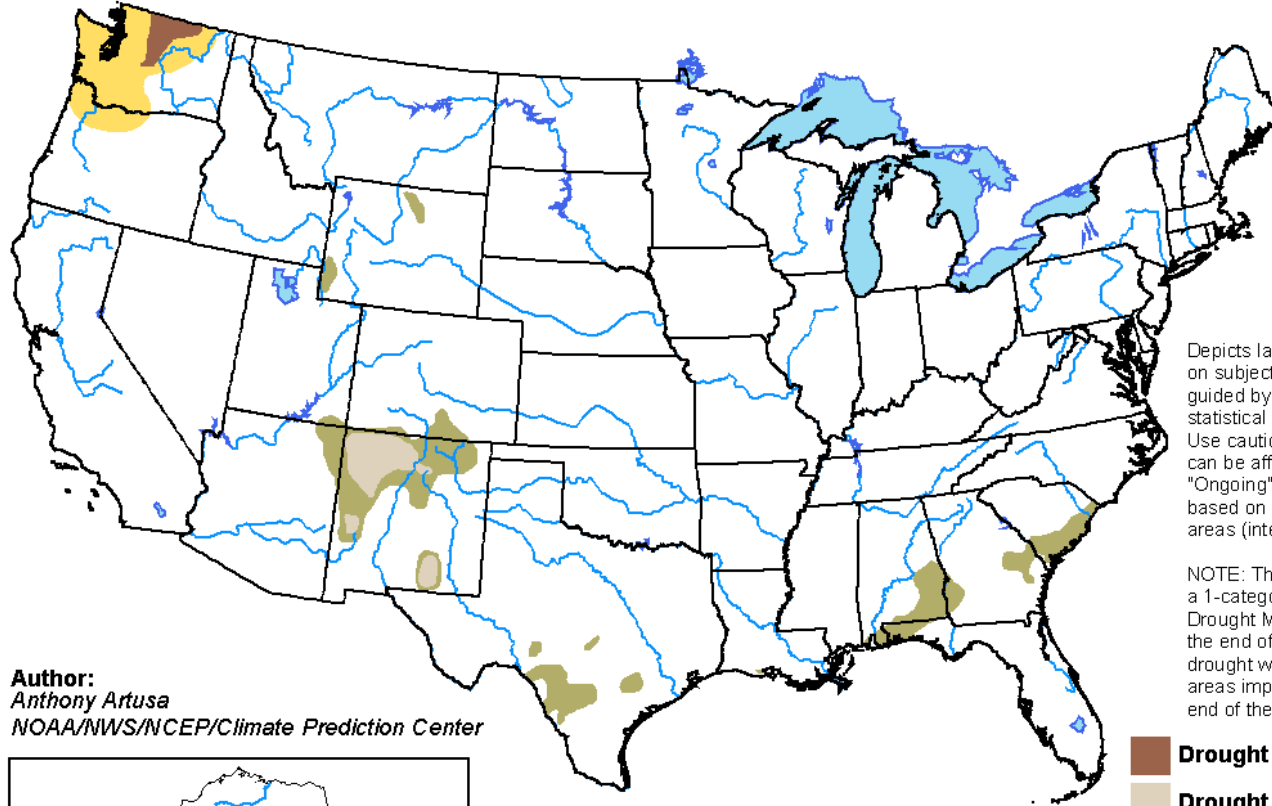 Depicts la
on subject
guided by
statistical
Use cautio
can be aff
"Ongoing"
based on
areas (inte
NOTE: Th
a 1-catego
Drought M
the end of
drought w
areas imp
end of the
Author:
Anthony Artusa
NOAA/NWS/NCEP/Climate Prediction Center
Drought
Drought